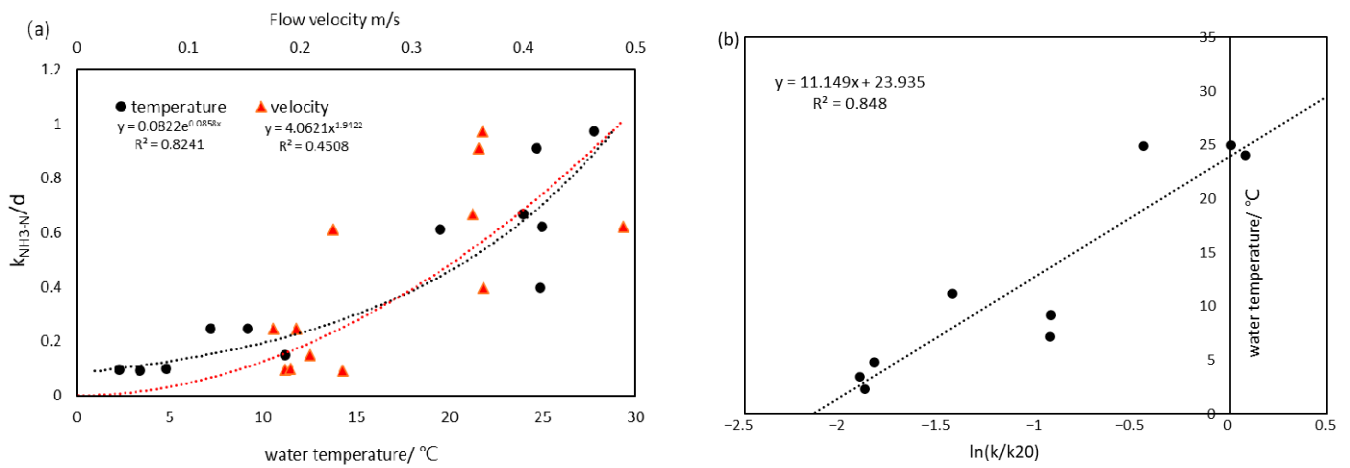 (a)
Flow velocity m/s
0 0.1 0.2 0.3 0.4 0.5
1.2
1
0.8
0.6
0.4
0.2
0
k_NH3-N/d
temperature
y = 0.0822e^0.0858x
R² = 0.8241
velocity
y = 4.0621x^1.9122
R² = 0.4508
0 5 10 15 20 25 30
water temperature/ ℃
(b)
y = 11.149x + 23.935
R² = 0.848
35
30
25
20
15
10
5
0
water temperature/ ℃
−2.5 −2 −1.5 −1 −0.5 0 0.5
ln(k/k20)